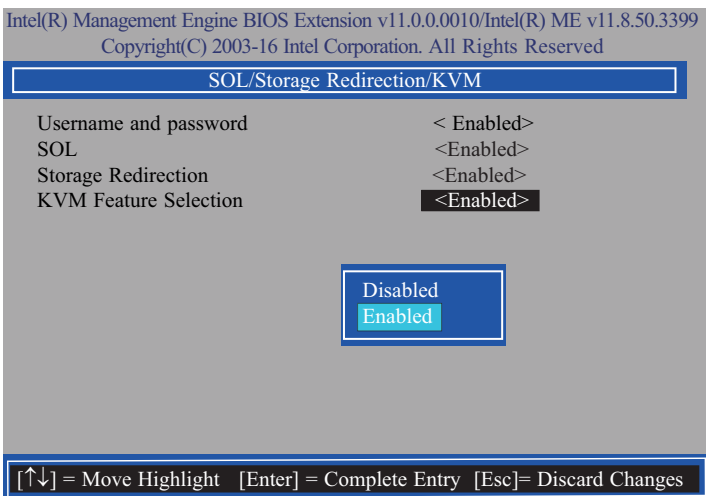 Intel(R) Management Engine BIOS Extension v11.0.0.0010/Intel(R) ME v11.8.50.3399
Copyright(C) 2003-16 Intel Corporation. All Rights Reserved
SOL/Storage Redirection/KVM
Username and password < Enabled>
SOL <Enabled>
Storage Redirection <Enabled>
KVM Feature Selection <Enabled>
Disabled
Enabled
[↑↓] = Move Highlight [Enter] = Complete Entry [Esc]= Discard Changes